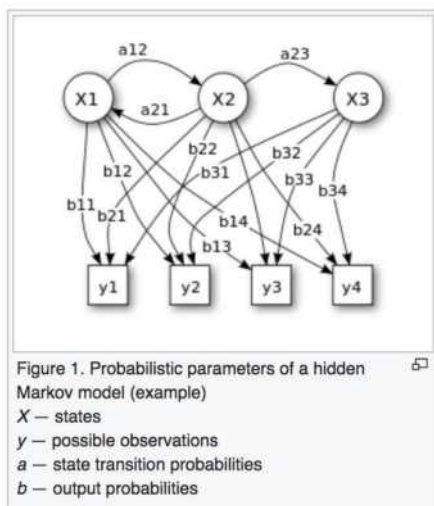 a12
a23
X1
X2
X3
a21
b22
b32
b12
b31
b33
b34
b11
b21
b14
b24
b13
y1
y2
y3
y4
Figure 1. Probabilistic parameters of a hidden
Markov model (example)
X — states
y — possible observations
a — state transition probabilities
b — output probabilities